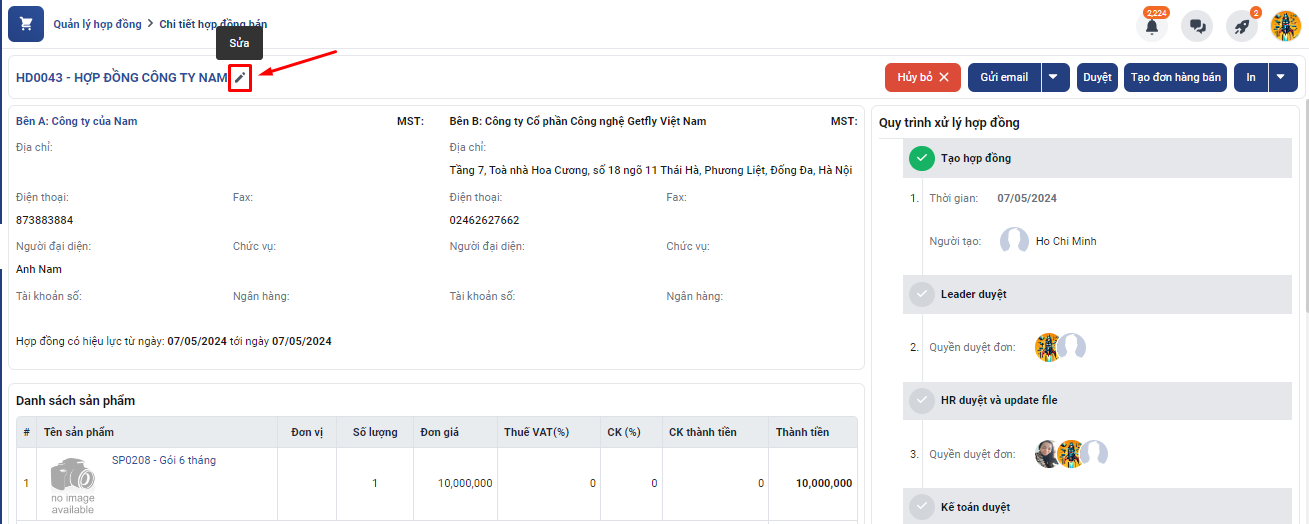 Quản lý hợp đồng > Chi tiết hợp đồng bán
2,224
2
Sửa
HD0043 - HỢP ĐỒNG CÔNG TY NAM
Hủy bỏ
Gửi email
Duyệt
Tạo đơn hàng bán
In
Bên A: Công ty của Nam
MST:
Bên B: Công ty Cổ phần Công nghệ Getfly Việt Nam
MST:
Địa chỉ:
Địa chỉ:
Tầng 7, Toà nhà Hoa Cương, số 18 ngõ 11 Thái Hà, Phương Liệt, Đống Đa, Hà Nội
Điện thoại:
Fax:
Điện thoại:
Fax:
873883884
02462627662
Người đại diện:
Chức vụ:
Người đại diện:
Chức vụ:
Anh Nam
Tài khoản số:
Ngân hàng:
Tài khoản số:
Ngân hàng:
Hợp đồng có hiệu lực từ ngày: 07/05/2024 tới ngày 07/05/2024
Danh sách sản phẩm
# Tên sản phẩm Đơn vị Số lượng Đơn giá Thuế VAT(%) CK (%) CK thành tiền Thành tiền
SP0208 - Gói 6 tháng
1 1 10,000,000 0 0 0 10,000,000
no image
available
Quy trình xử lý hợp đồng
Tạo hợp đồng
1. Thời gian: 07/05/2024
Người tạo: Ho Chi Minh
Leader duyệt
2. Quyền duyệt đơn:
HR duyệt và update file
3. Quyền duyệt đơn:
Kế toán duyệt